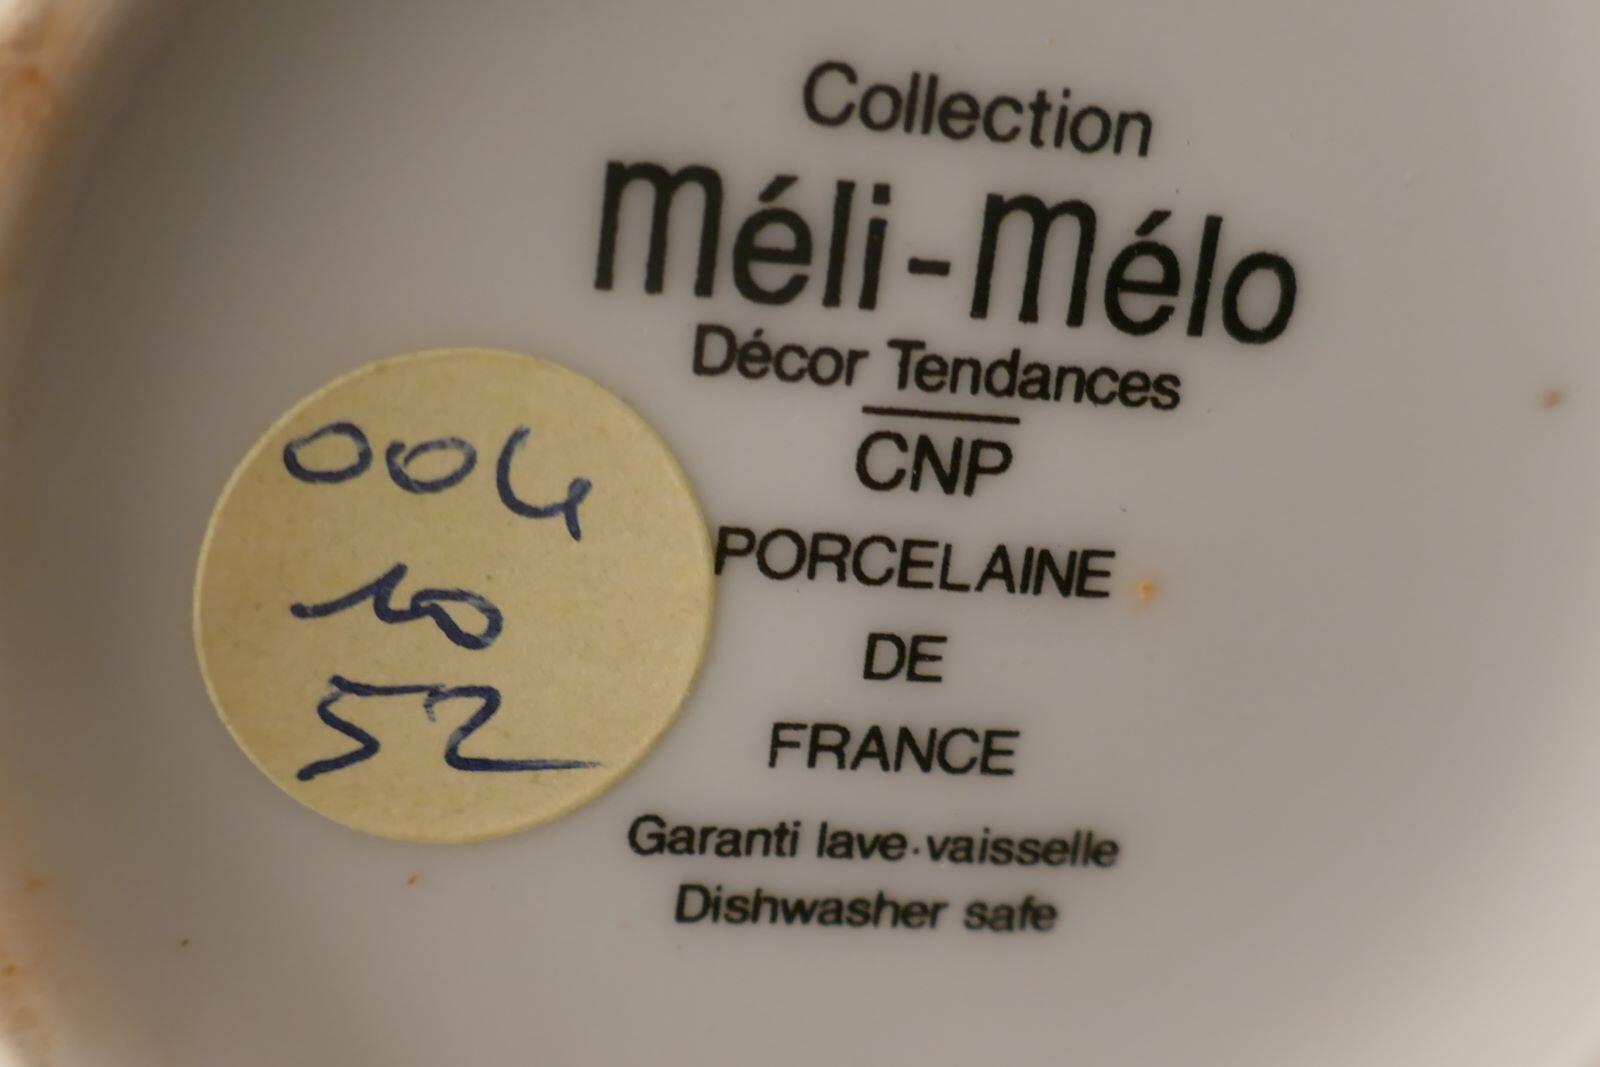 Collection
méli-mélo
Décor Tendances
CNP
PORCELAINE
DE
FRANCE
Garanti lave-vaisselle
Dishwasher safe
004
10
52